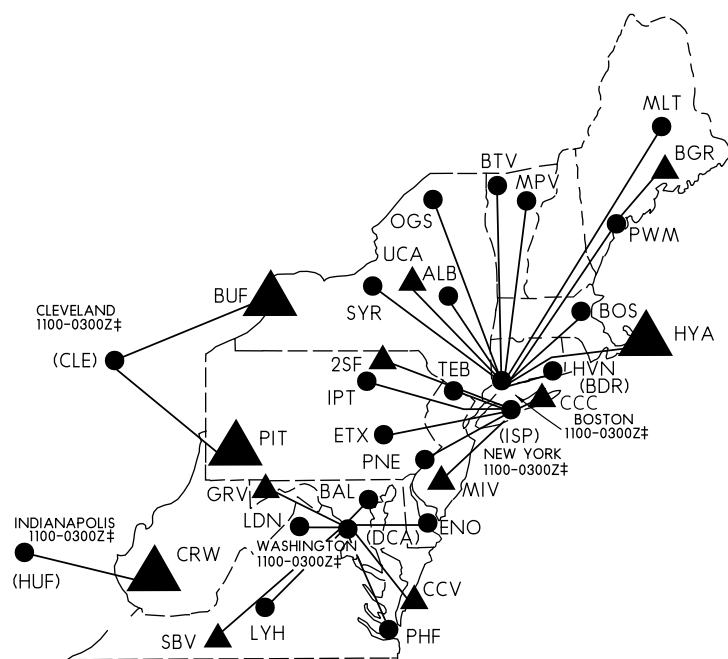 MLT
BGR
BTV
MPV
OGS
PWM
UCA
ALB
BUF
SYR
BOS
CLEVELAND
1100-0300Z‡
HYA
(CLE)
2SF
TEB
HVN
(BDR)
IPT
CCC
BOSTON
1100-0300Z‡
PIT
ETX
(ISP)
NEW YORK
1100-0300Z‡
PNE
GRV
BAL
MIV
INDIANAPOLIS
1100-0300Z‡
LDN
(DCA)
ENO
WASHINGTON
1100-0300Z‡
CRW
(HUF)
CCV
SBV
LYH
PHF